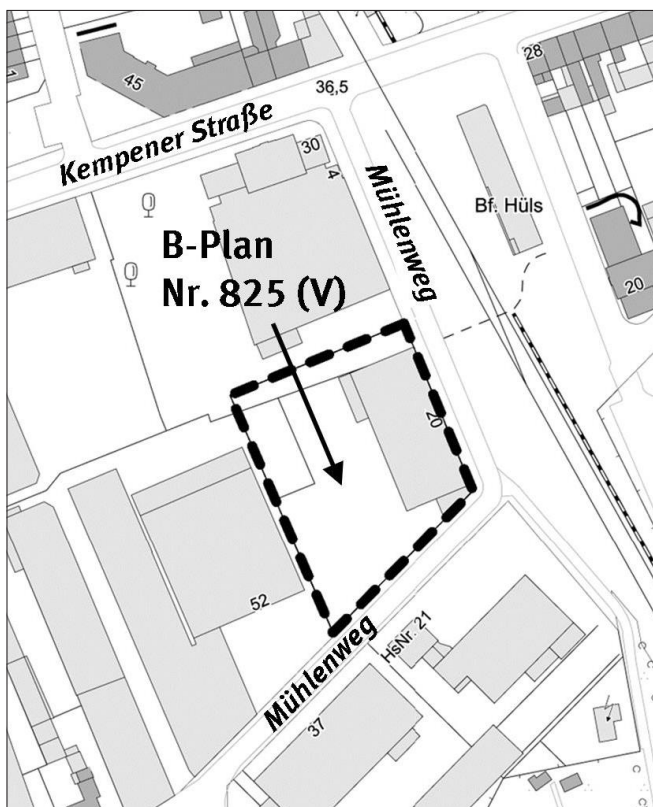 45
36,5
28
Kempener Straße
30
4
Mühlenweg
Bf. Hüls
B-Plan
Nr. 825 (V)
20
20
52
Mühlenweg
HsNr. 21
37